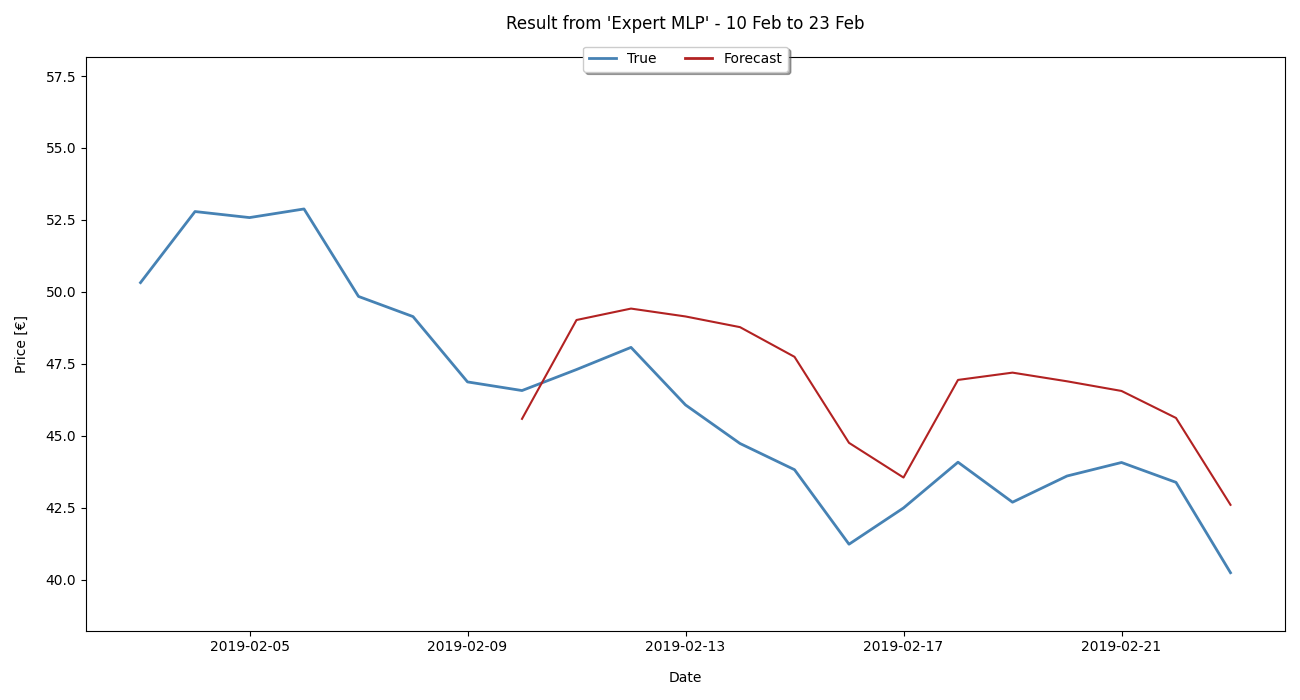 Result from 'Expert MLP' - 10 Feb to 23 Feb
True Forecast
57.5
55.0
52.5
50.0
47.5
45.0
42.5
40.0
Price [€]
2019-02-05 2019-02-09 2019-02-13 2019-02-17 2019-02-21
Date